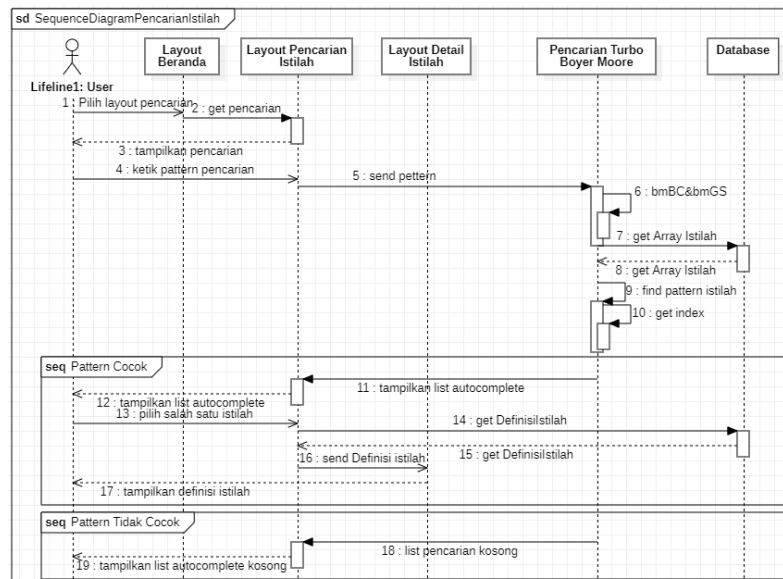 sd SequenceDiagramPencarianIstilah
Layout
Beranda
Layout Pencarian
Istilah
Layout Detail
Istilah
Pencarian Turbo
Boyer Moore
Database
Lifeline1: User
1 : Pilih layout pencarian
2 : get pencarian
3 : tampilkan pencarian
4 : ketik pattern pencarian
5 : send pettern
6 : bmBC&bmGS
7 : get Array Istilah
8 : get Array Istilah
9 : find pattern istilah
10 : get index
seq Pattern Cocok
11 : tampilkan list autocomplete
12 : tampilkan list autocomplete
13 : pilih salah satu istilah
14 : get DefinisiIstilah
15 : get DefinisiIstilah
16 : send Definisi istilah
17 : tampilkan definisi istilah
seq Pattern Tidak Cocok
18 : list pencarian kosong
19 : tampilkan list autocomplete kosong